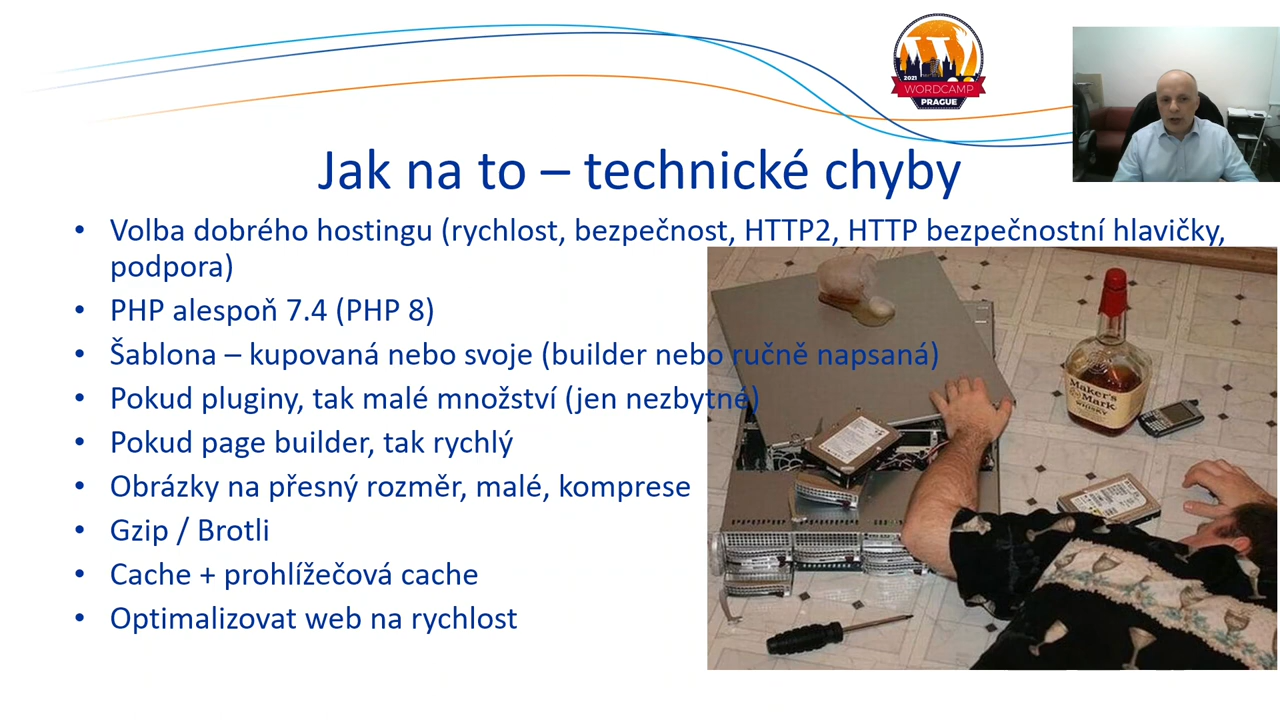 2021
WORDCAMP
PRAGUE
Jak na to – technické chyby
• Volba dobrého hostingu (rychlost, bezpečnost, HTTP2, HTTP bezpečnostní hlavičky,
podpora)
• PHP alespoň 7.4 (PHP 8)
• Šablona – kupovaná nebo svoje (builder nebo ručně napsaná)
• Pokud pluginy, tak malé množství (jen nezbytné)
• Pokud page builder, tak rychlý
• Obrázky na přesný rozměr, malé, komprese
• Gzip / Brotli
• Cache + prohlížečová cache
• Optimalizovat web na rychlost
Maker's
Mark
WHISKY